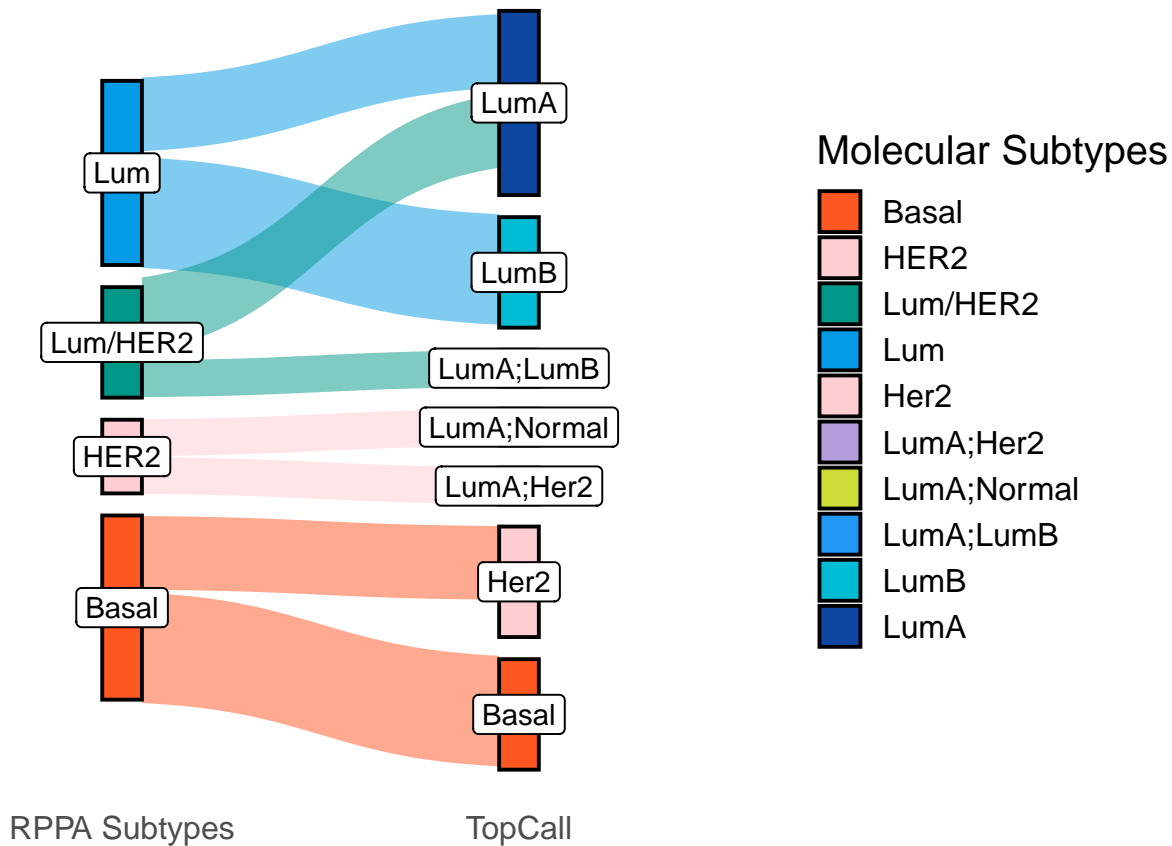 LumA
Lum
LumB
Lum/HER2
LumA;LumB
LumA;Normal
HER2
LumA;Her2
Her2
Basal
Basal
RPPA Subtypes
TopCall
Molecular Subtypes
Basal
HER2
Lum/HER2
Lum
Her2
LumA;Her2
LumA;Normal
LumA;LumB
LumB
LumA